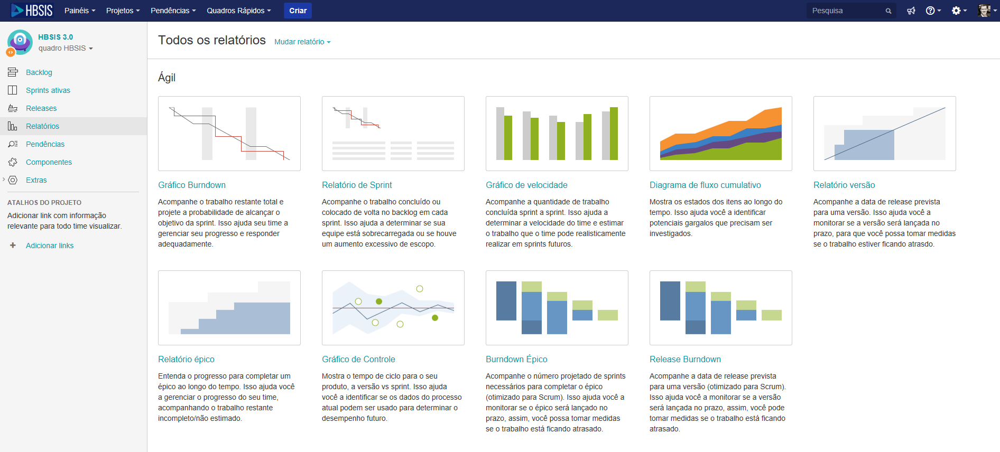 HBSIS Painéis Projetos Pendências Quadros Rápidos Criar Pesquisa
HBSIS 3.0
quadro HBSIS
Backlog
Sprints ativas
Releases
Relatórios
Pendências
Componentes
Extras
ATALHOS DO PROJETO
Adicionar link com informação
relevante para todo time visualizar.
Adicionar links
Todos os relatórios Mudar relatório
Ágil
Gráfico Burndown
Acompanhe o trabalho restante total e
projete a probabilidade de alcançar o
objetivo da sprint. Isso ajuda seu time a
gerenciar seu progresso e responder
adequadamente.
Relatório de Sprint
Acompanhe o trabalho concluído ou
colocado de volta no backlog em cada
sprint. Isso ajuda a determinar se sua
equipe está sobrecarregada ou se houve
um aumento excessivo de escopo.
Gráfico de velocidade
Acompanhe a quantidade de trabalho
concluída sprint a sprint. Isso ajuda a
determinar a velocidade do time e estimar
o trabalho que o time pode realisticamente
realizar em sprints futuros.
Diagrama de fluxo cumulativo
Mostra os estados dos itens ao longo do
tempo. Isso ajuda você a identificar
potenciais gargalos que precisam ser
investigados.
Relatório versão
Acompanhe a data de release prevista
para uma versão. Isso ajuda você a
monitorar se a versão será lançada no
prazo, para que você possa tomar medidas
se o trabalho estiver ficando atrasdo.
Relatório épico
Entenda o progresso para completar um
épico ao longo do tempo. Isso ajuda você
a gerenciar o progresso do seu time,
acompanhando o trabalho restante
incompleto/não estimado.
Gráfico de Controle
Mostra o tempo de ciclo para o seu
produto, a versão vs sprint. Isso ajuda
você a identificar se os dados do processo
atual podem ser usado para determinar o
desempenho futuro.
Burndown Épico
Acompanhe o número projetado de sprints
necessários para completar o épico
(otimizado para Scrum). Isso ajuda você a
monitorar se o épico será lançado no
prazo, assim, você possa tomar medidas
se o trabalho está ficando atrasado.
Release Burndown
Acompanhe a data de release prevista
para uma versão (otimizado para Scrum).
Isso ajuda você a monitorar se a versão
será lançada no prazo, assim, você pode
tomar medidas se o trabalho está ficando
atrasado.